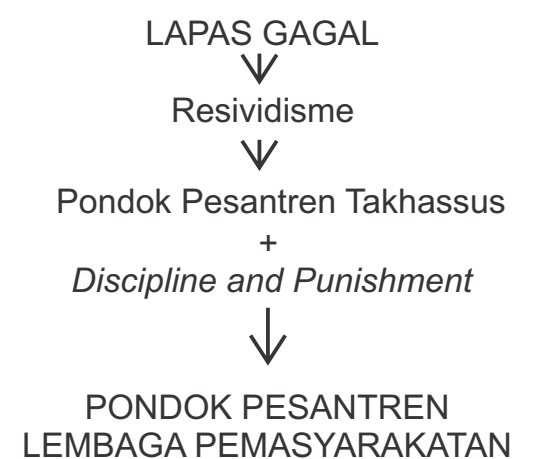 LAPAS GAGAL
Resividisme
Pondok Pesantren Takhassus
+
Discipline and Punishment
PONDOK PESANTREN
LEMBAGA PEMASYARAKATAN